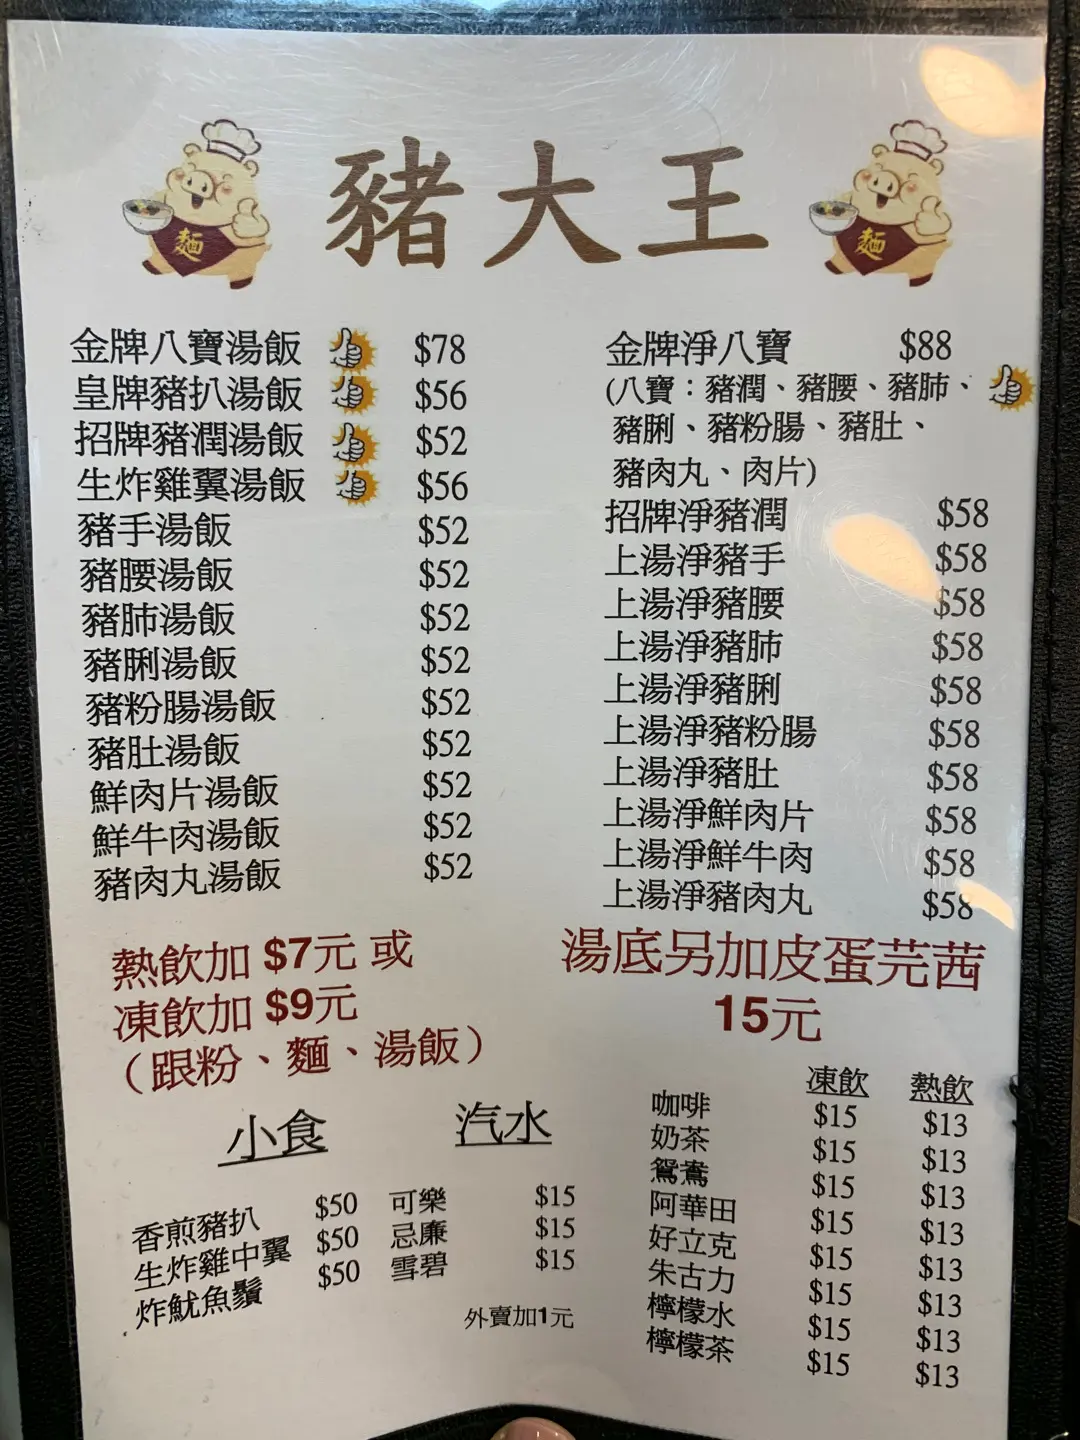 豬大王
麵
麵
金牌八寶湯飯 $78
皇牌豬扒湯飯 $56
招牌豬潤湯飯 $52
生炸雞翼湯飯 $56
豬手湯飯 $52
豬腰湯飯 $52
豬肺湯飯 $52
豬脷湯飯 $52
豬粉腸湯飯 $52
豬肚湯飯 $52
鮮肉片湯飯 $52
鮮牛肉湯飯 $52
豬肉丸湯飯 $52
金牌淨八寶 $88
(八寶：豬潤、豬腰、豬肺、
豬脷、豬粉腸、豬肚、
豬肉丸、肉片)
招牌淨豬潤 $58
上湯淨豬手 $58
上湯淨豬腰 $58
上湯淨豬肺 $58
上湯淨豬脷 $58
上湯淨豬粉腸 $58
上湯淨豬肚 $58
上湯淨鮮肉片 $58
上湯淨鮮牛肉 $58
上湯淨豬肉丸 $58
熱飲加 $7元 或
凍飲加 $9元
（跟粉、麵、湯飯）
湯底另加皮蛋芫茜
15元
小食
香煎豬扒 $50
生炸雞中翼 $50
炸魷魚鬚 $50
汽水
可樂 $15
忌廉 $15
雪碧 $15
外賣加1元
凍飲 熱飲
咖啡 $15 $13
奶茶 $15 $13
鴛鴦 $15 $13
阿華田 $15 $13
好立克 $15 $13
朱古力 $15 $13
檸檬水 $15 $13
檸檬茶 $15 $13